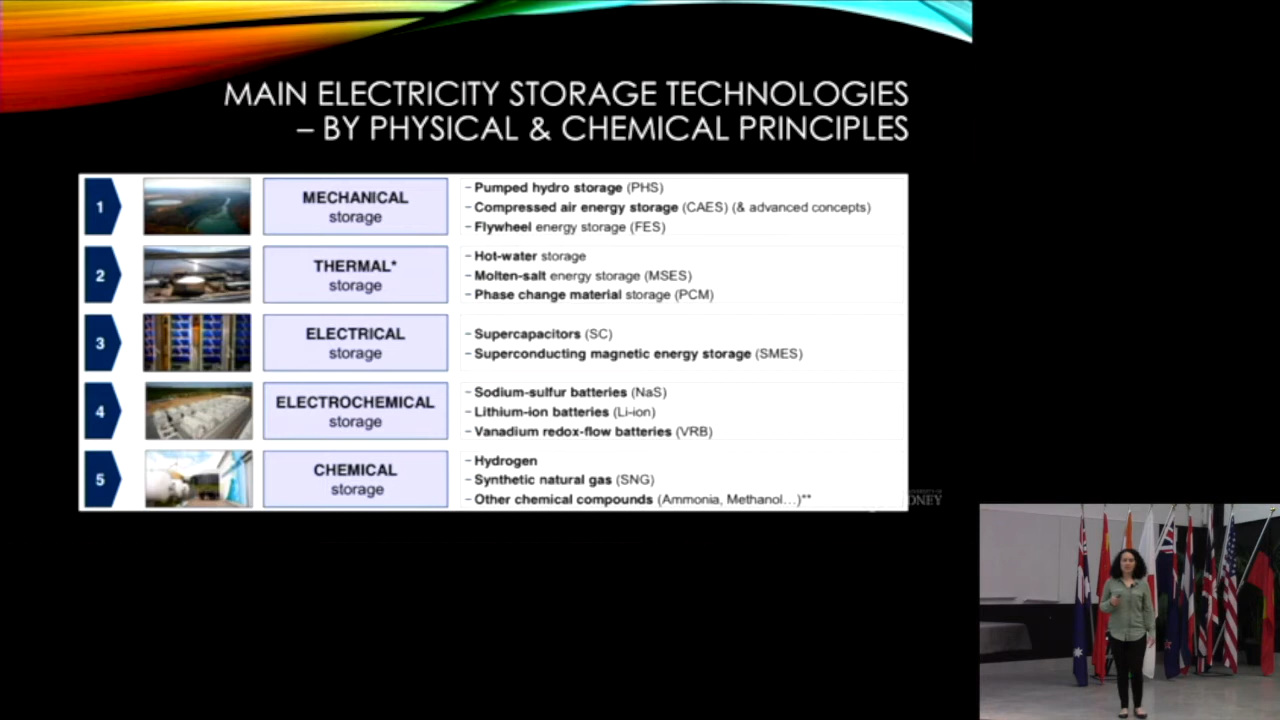 MAIN ELECTRICITY STORAGE TECHNOLOGIES
– BY PHYSICAL & CHEMICAL PRINCIPLES
1
MECHANICAL
storage
– Pumped hydro storage (PHS)
– Compressed air energy storage (CAES) (& advanced concepts)
– Flywheel energy storage (FES)
2
THERMAL*
storage
– Hot-water storage
– Molten-salt energy storage (MSES)
– Phase change material storage (PCM)
3
ELECTRICAL
storage
– Supercapacitors (SC)
– Superconducting magnetic energy storage (SMES)
4
ELECTROCHEMICAL
storage
– Sodium-sulfur batteries (NaS)
– Lithium-ion batteries (Li-ion)
– Vanadium redox-flow batteries (VRB)
5
CHEMICAL
storage
– Hydrogen
– Synthetic natural gas (SNG)
– Other chemical compounds (Ammonia, Methanol...)**